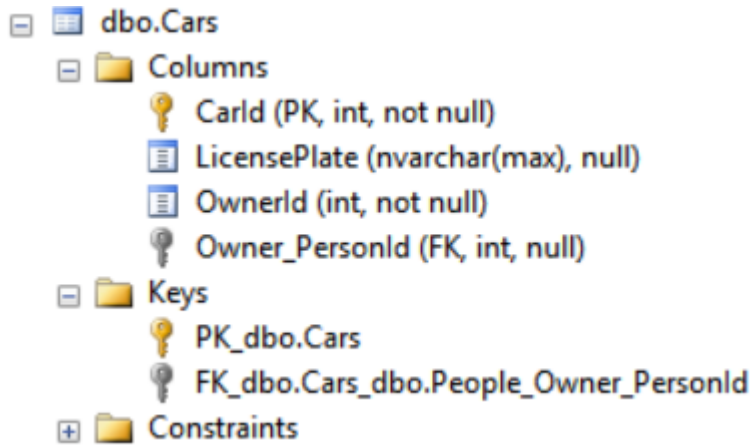 dbo.Cars
Columns
CarId (PK, int, not null)
LicensePlate (nvarchar(max), null)
OwnerId (int, not null)
Owner_PersonId (FK, int, null)
Keys
PK_dbo.Cars
FK_dbo.Cars_dbo.People_Owner_PersonId
Constraints